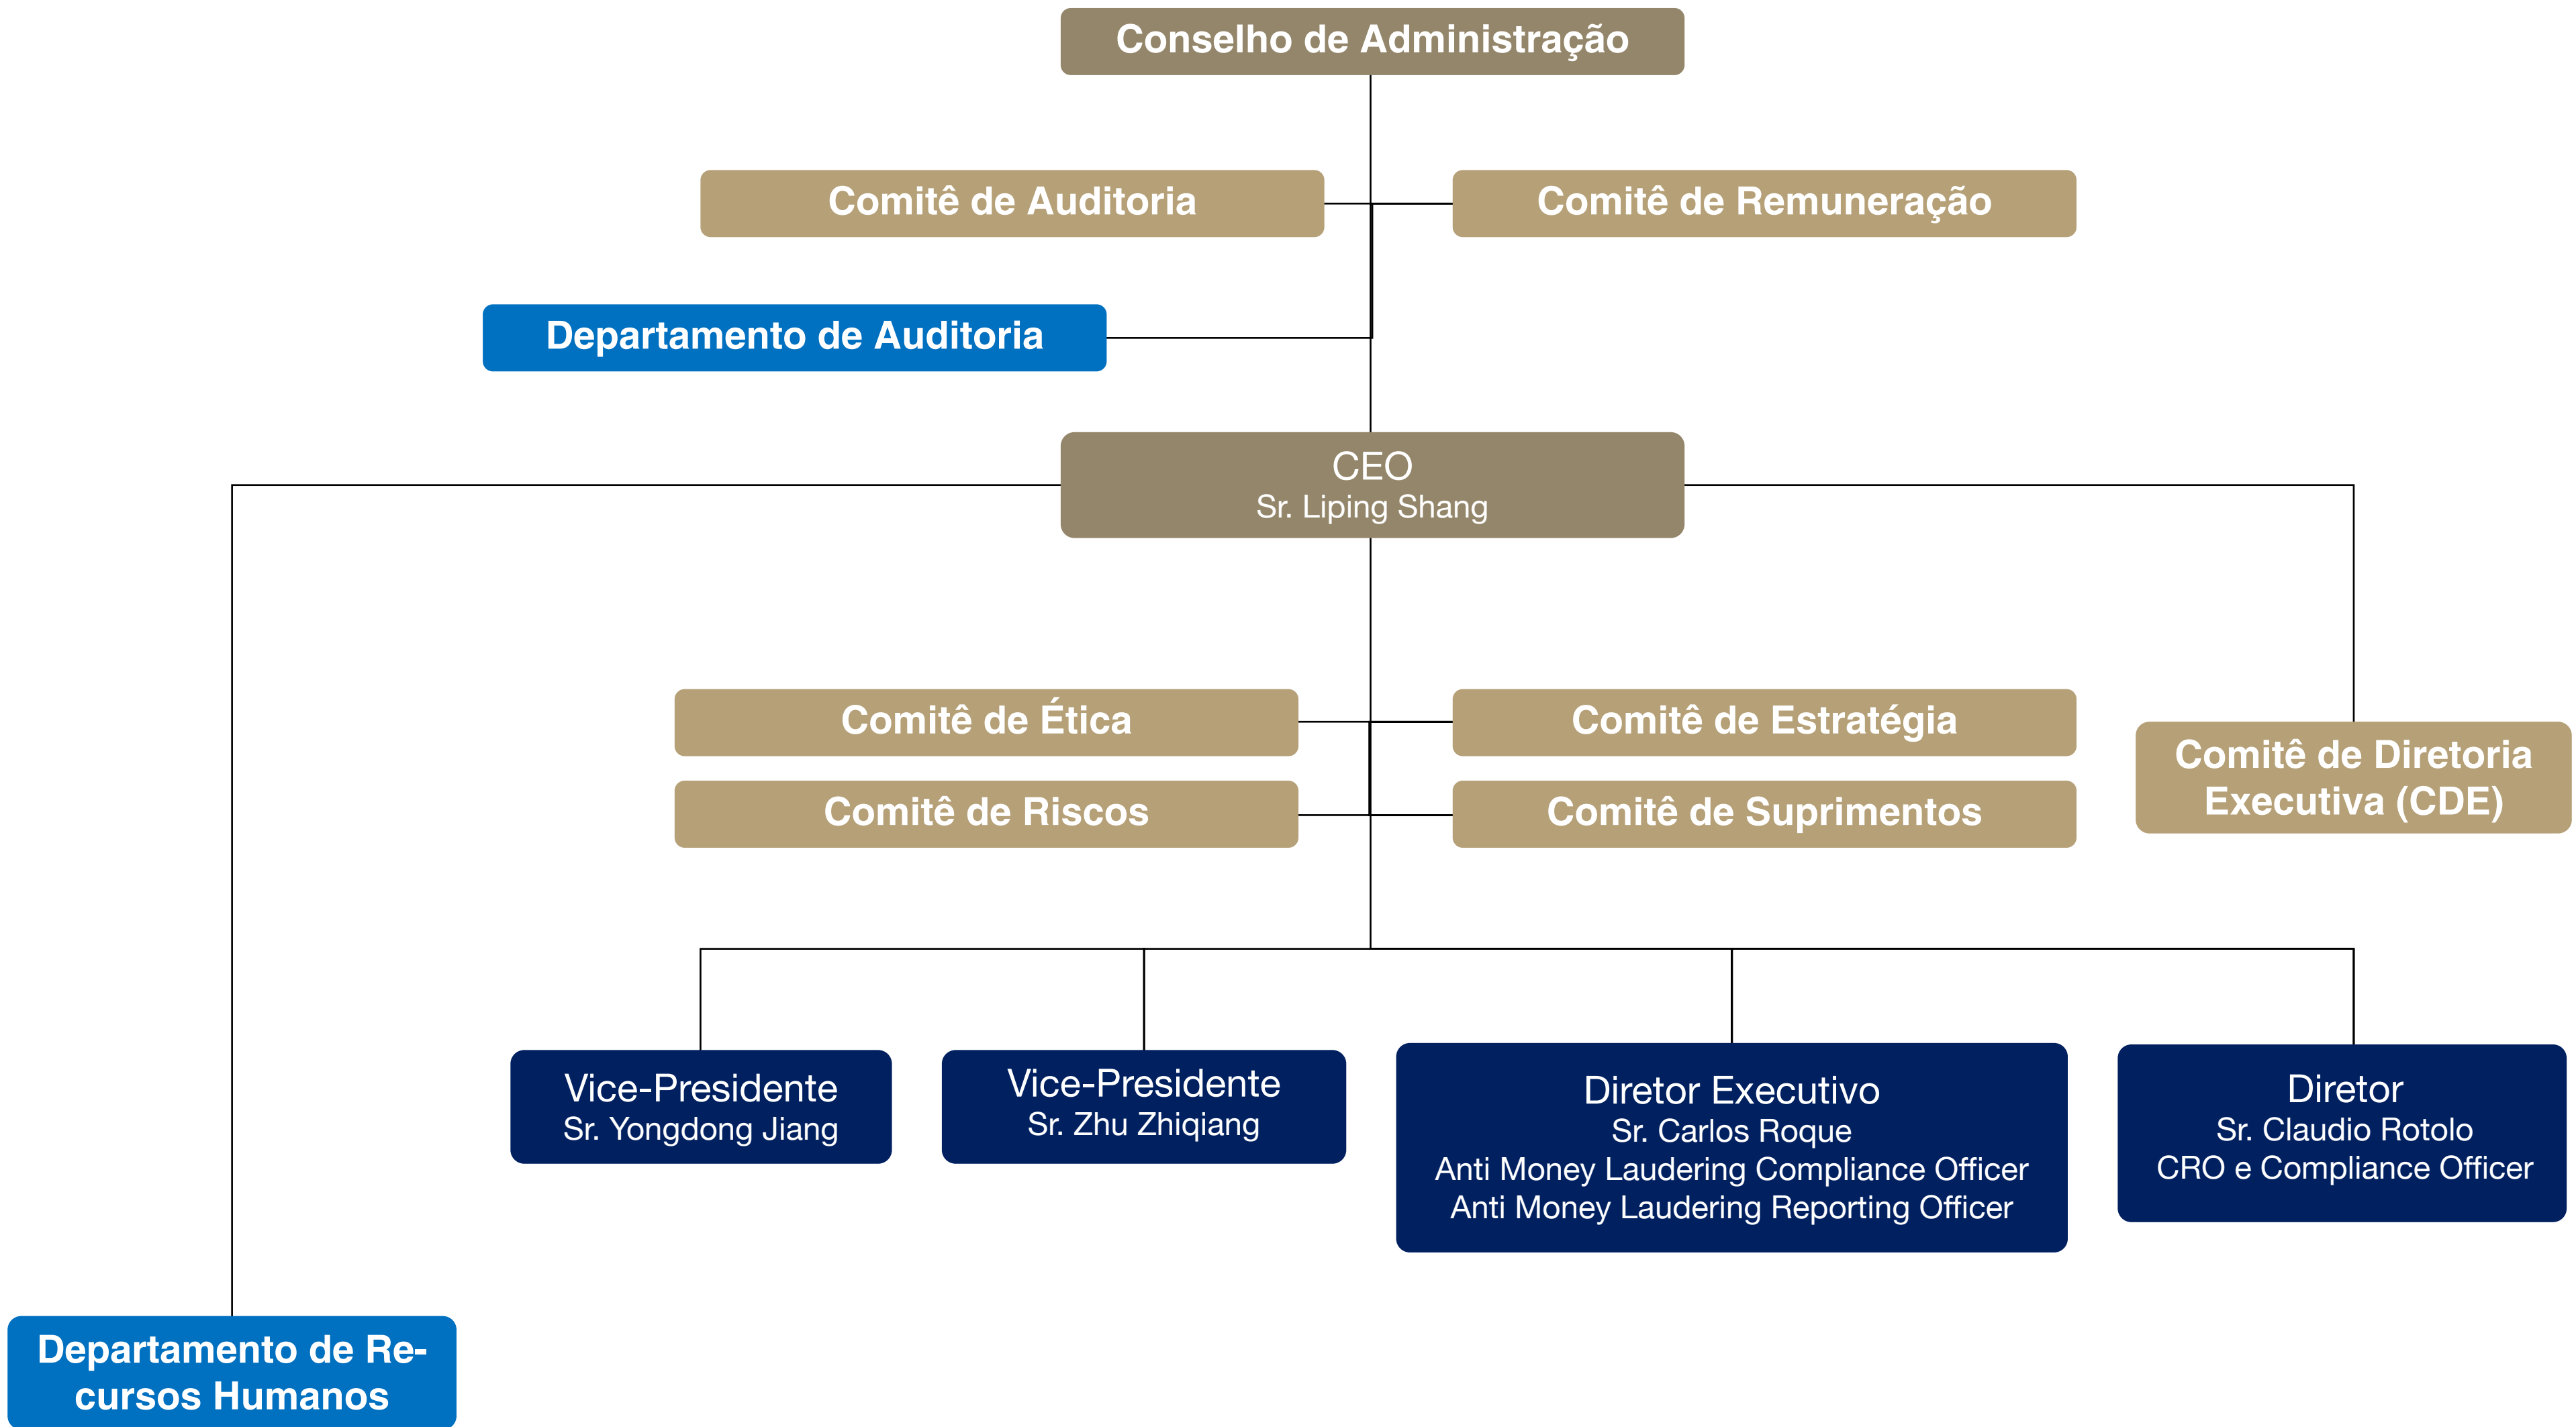 Conselho de Administração
Comitê de Auditoria
Comitê de Remuneração
Departamento de Auditoria
CEO
Sr. Liping Shang
Comitê de Ética
Comitê de Estratégia
Comitê de Riscos
Comitê de Suprimentos
Comitê de Diretoria
Executiva (CDE)
Vice-Presidente
Sr. Yongdong Jiang
Vice-Presidente
Sr. Zhu Zhiqiang
Diretor Executivo
Sr. Carlos Roque
Anti Money Laudering Compliance Officer
Anti Money Laudering Reporting Officer
Diretor
Sr. Claudio Rotolo
CRO e Compliance Officer
Departamento de Re-
cursos Humanos